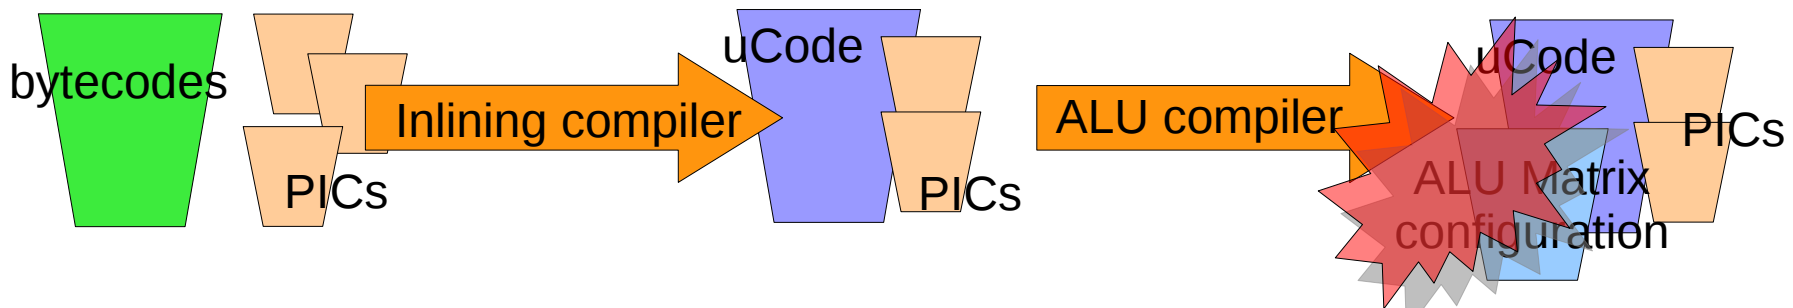 bytecodes
PICs
Inlining compiler
uCode
PICs
ALU compiler
uCode
PICs
ALU Matrix
configuration